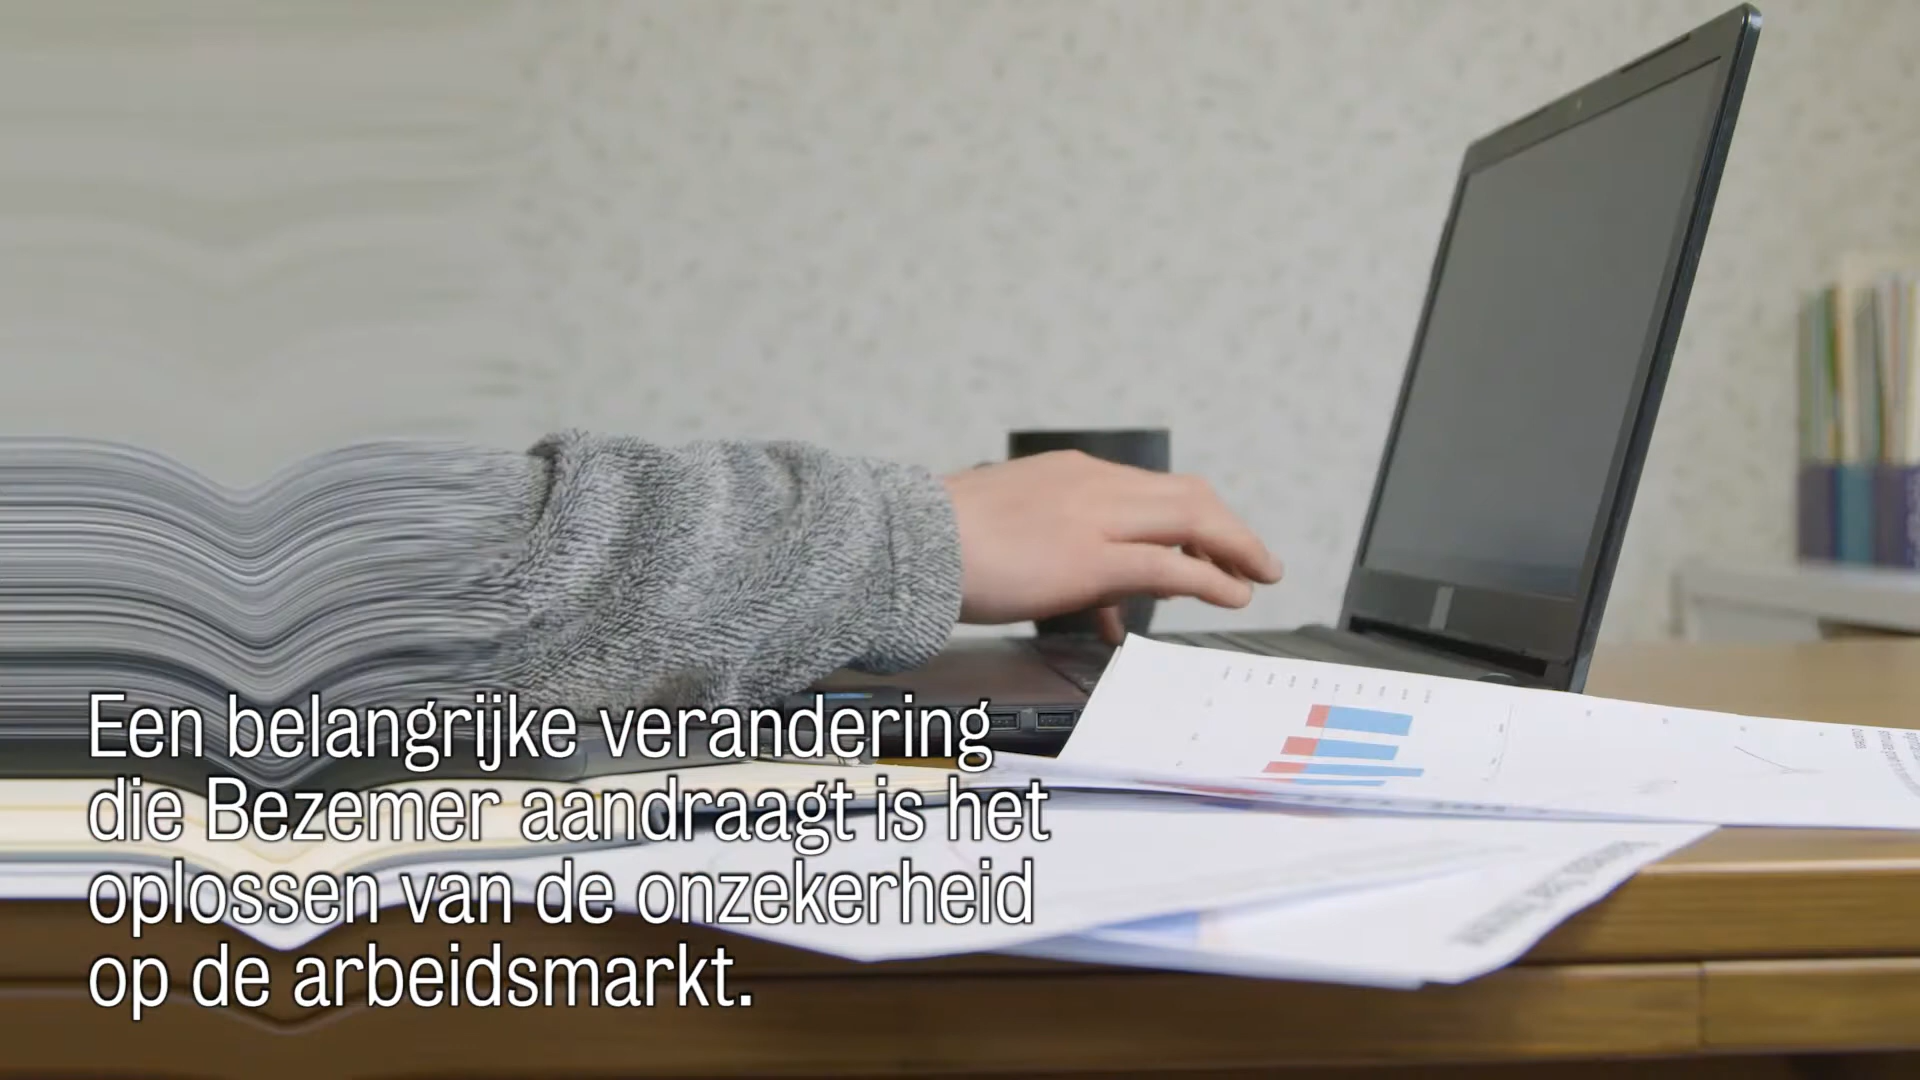 Een belangrijke verandering
die Bezemer aandraagt is het
oplossen van de onzekerheid
op de arbeidsmarkt.